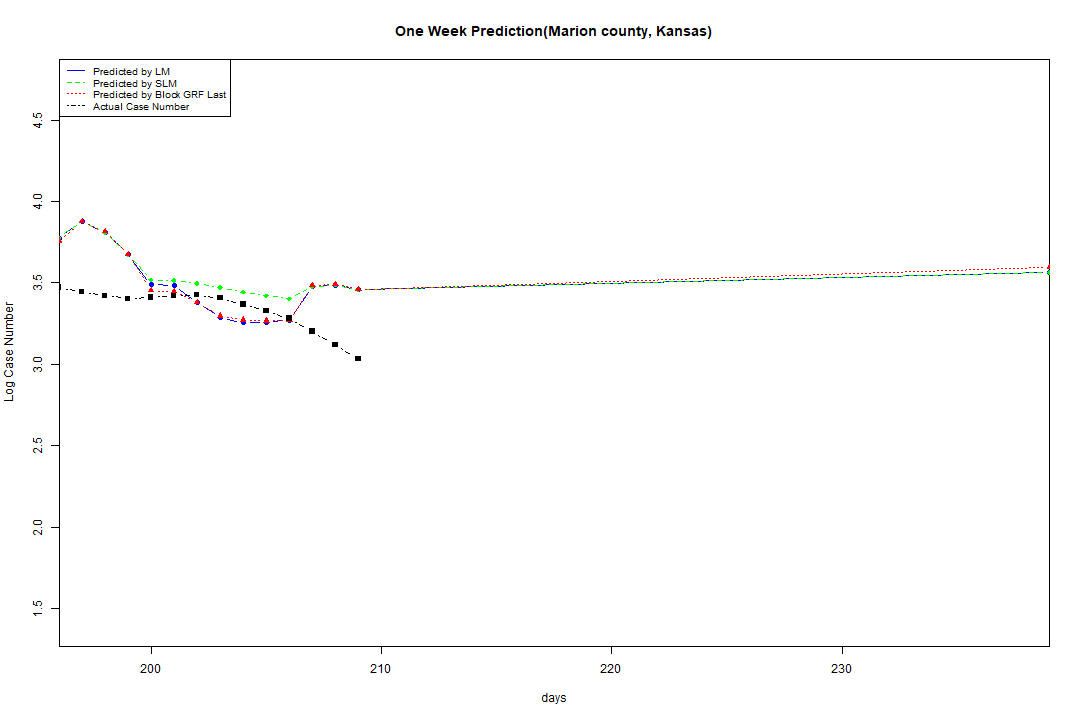 One Week Prediction(Marion county, Kansas)
Predicted by LM
Predicted by SLM
Predicted by Block GRF Last
Actual Case Number
4.5
4.0
3.5
3.0
2.5
2.0
1.5
Log Case Number
200
210
220
230
days